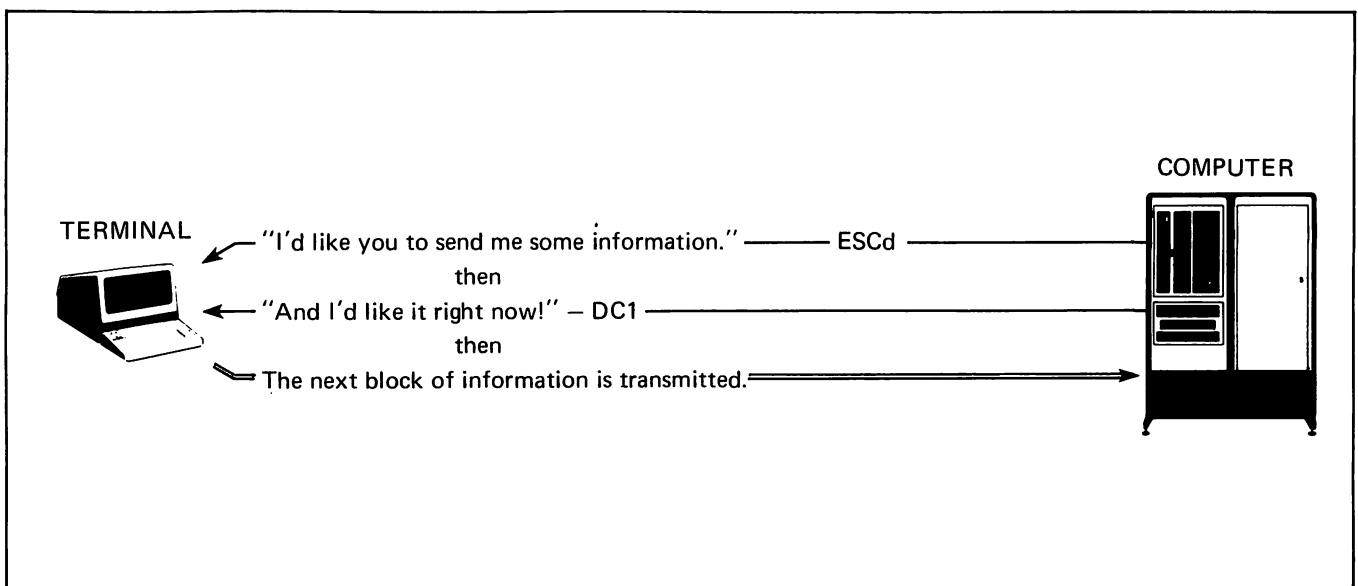 COMPUTER
TERMINAL
"I'd like you to send me some information." ESCd
then
"And I'd like it right now!" — DC1
then
The next block of information is transmitted.